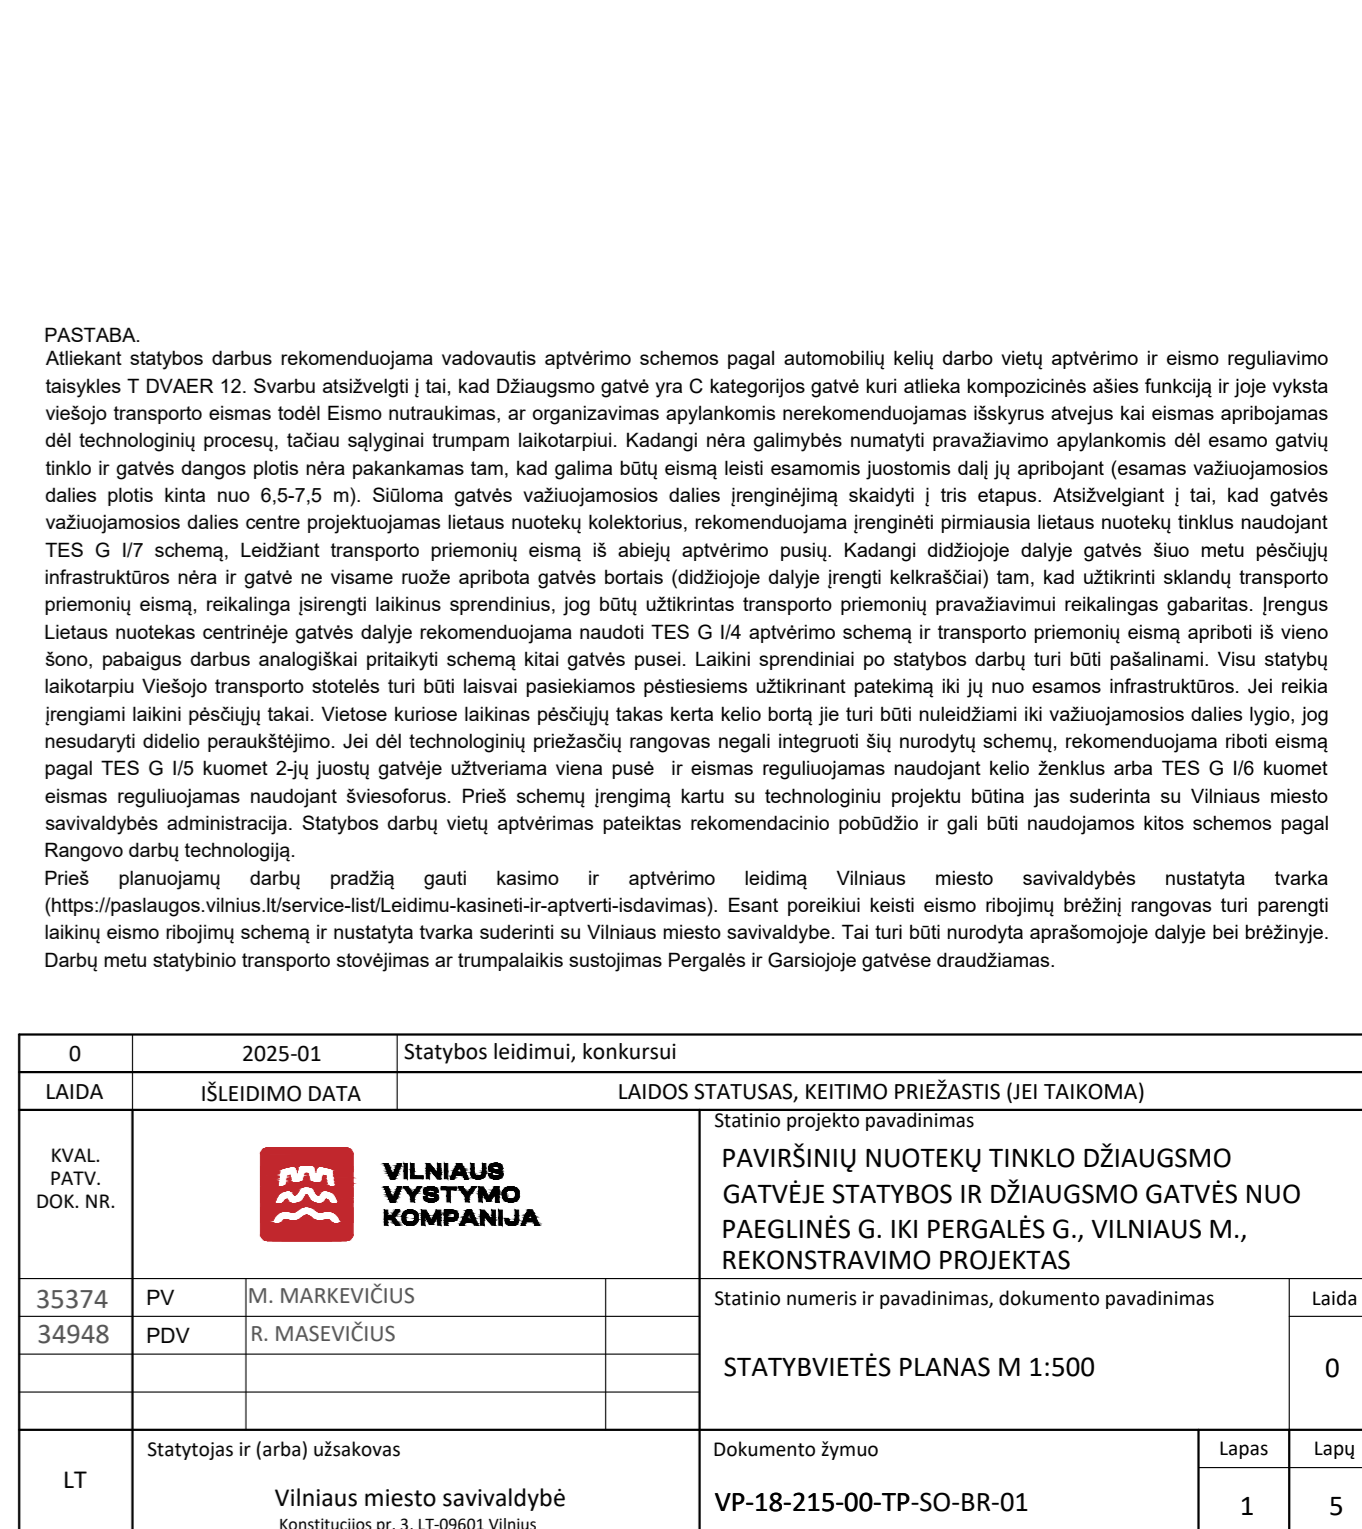 PASTABA.
Atliekant statybos darbus rekomenduojama vadovautis aptvėrimo schemos pagal automobilių kelių darbo vietų aptvėrimo ir eismo reguliavimo
taisykles T DVAER 12. Svarbu atsižvelgti į tai, kad Džiaugsmo gatvė yra C kategorijos gatvė kuri atlieka kompozicinės ašies funkciją ir joje vyksta
viešojo transporto eismas todėl Eismo nutraukimas, ar organizavimas apylankomis nerekomenduojamas išskyrus atvejus kai eismas apribojamas
dėl technologinių procesų, tačiau sąlyginai trumpam laikotarpiui. Kadangi nėra galimybės numatyti pravažiavimo apylankomis dėl esamo gatvių
tinklo ir gatvės dangos plotis nėra pakankamas tam, kad galima būtų eismą leisti esamomis juostomis dalį jų apribojant (esamas važiuojamosios
dalies plotis kinta nuo 6,5-7,5 m). Siūloma gatvės važiuojamosios dalies įrenginėjimą skaidyti į tris etapus. Atsižvelgiant į tai, kad gatvės
važiuojamosios dalies centre projektuojamas lietaus nuotekų kolektorius, rekomenduojama įrenginėti pirmiausia lietaus nuotekų tinklus naudojant
TES G I/7 schemą, Leidžiant transporto priemonių eismą iš abiejų aptvėrimo pusių. Kadangi didžiojoje dalyje gatvės šiuo metu pėsčiųjų
infrastruktūros nėra ir gatvė ne visame ruože apribota gatvės bortais (didžiojoje dalyje įrengti kelkraščiai) tam, kad užtikrinti sklandų transporto
priemonių eismą, reikalinga įsirengti laikinus sprendinius, jog būtų užtikrintas transporto priemonių pravažiavimui reikalingas gabaritas. Įrengus
Lietaus nuotekas centrinėje gatvės dalyje rekomenduojama naudoti TES G I/4 aptvėrimo schemą ir transporto priemonių eismą apriboti iš vieno
šono, pabaigus darbus analogiškai pritaikyti schemą kitai gatvės pusei. Laikini sprendiniai po statybos darbų turi būti pašalinami. Visu statybų
laikotarpiu Viešojo transporto stotelės turi būti laisvai pasiekiamos pėstiesiems užtikrinant patekimą iki jų nuo esamos infrastruktūros. Jei reikia
įrengiami laikini pėsčiųjų takai. Vietose kuriose laikinas pėsčiųjų takas kerta kelio bortą jie turi būti nuleidžiami iki važiuojamosios dalies lygio, jog
nesudaryti didelio peraukštėjimo. Jei dėl technologinių priežasčių rangovas negali integruoti šių nurodytų schemų, rekomenduojama riboti eismą
pagal TES G I/5 kuomet 2-jų juostų gatvėje užtveriama viena pusė ir eismas reguliuojamas naudojant kelio ženklus arba TES G I/6 kuomet
eismas reguliuojamas naudojant šviesoforus. Prieš schemų įrengimą kartu su technologiniu projektu būtina jas suderinta su Vilniaus miesto
savivaldybės administracija. Statybos darbų vietų aptvėrimas pateiktas rekomendacinio pobūdžio ir gali būti naudojamos kitos schemos pagal
Rangovo darbų technologiją.
Prieš planuojamų darbų pradžią gauti kasimo ir aptvėrimo leidimą Vilniaus miesto savivaldybės nustatyta tvarka
(https://paslaugos.vilnius.lt/service-list/Leidimu-kasineti-ir-aptverti-isdavimas). Esant poreikiui keisti eismo ribojimų brėžinį rangovas turi parengti
laikinų eismo ribojimų schemą ir nustatyta tvarka suderinti su Vilniaus miesto savivaldybe. Tai turi būti nurodyta aprašomojoje dalyje bei brėžinyje.
Darbų metu statybinio transporto stovėjimas ar trumpalaikis sustojimas Pergalės ir Garsiojoje gatvėse draudžiamas.
0 2025-01 Statybos leidimui, konkursui
LAIDA IŠLEIDIMO DATA LAIDOS STATUSAS, KEITIMO PRIEŽASTIS (JEI TAIKOMA)
KVAL.
PATV.
DOK. NR.
VILNIAUS
VYSTYMO
KOMPANIJA
Statinio projekto pavadinimas
PAVIRŠINIŲ NUOTEKŲ TINKLO DŽIAUGSMO
GATVĖJE STATYBOS IR DŽIAUGSMO GATVĖS NUO
PAEGLINĖS G. IKI PERGALĖS G., VILNIAUS M.,
REKONSTRAVIMO PROJEKTAS
35374 PV M. MARKEVIČIUS
34948 PDV R. MASEVIČIUS
Statinio numeris ir pavadinimas, dokumento pavadinimas Laida
STATYBVIETĖS PLANAS M 1:500 0
LT
Statytojas ir (arba) užsakovas
Vilniaus miesto savivaldybė
Konstitucijos pr. 3, LT-09601 Vilnius
Dokumento žymuo Lapas Lapų
VP-18-215-00-TP-SO-BR-01 1 5